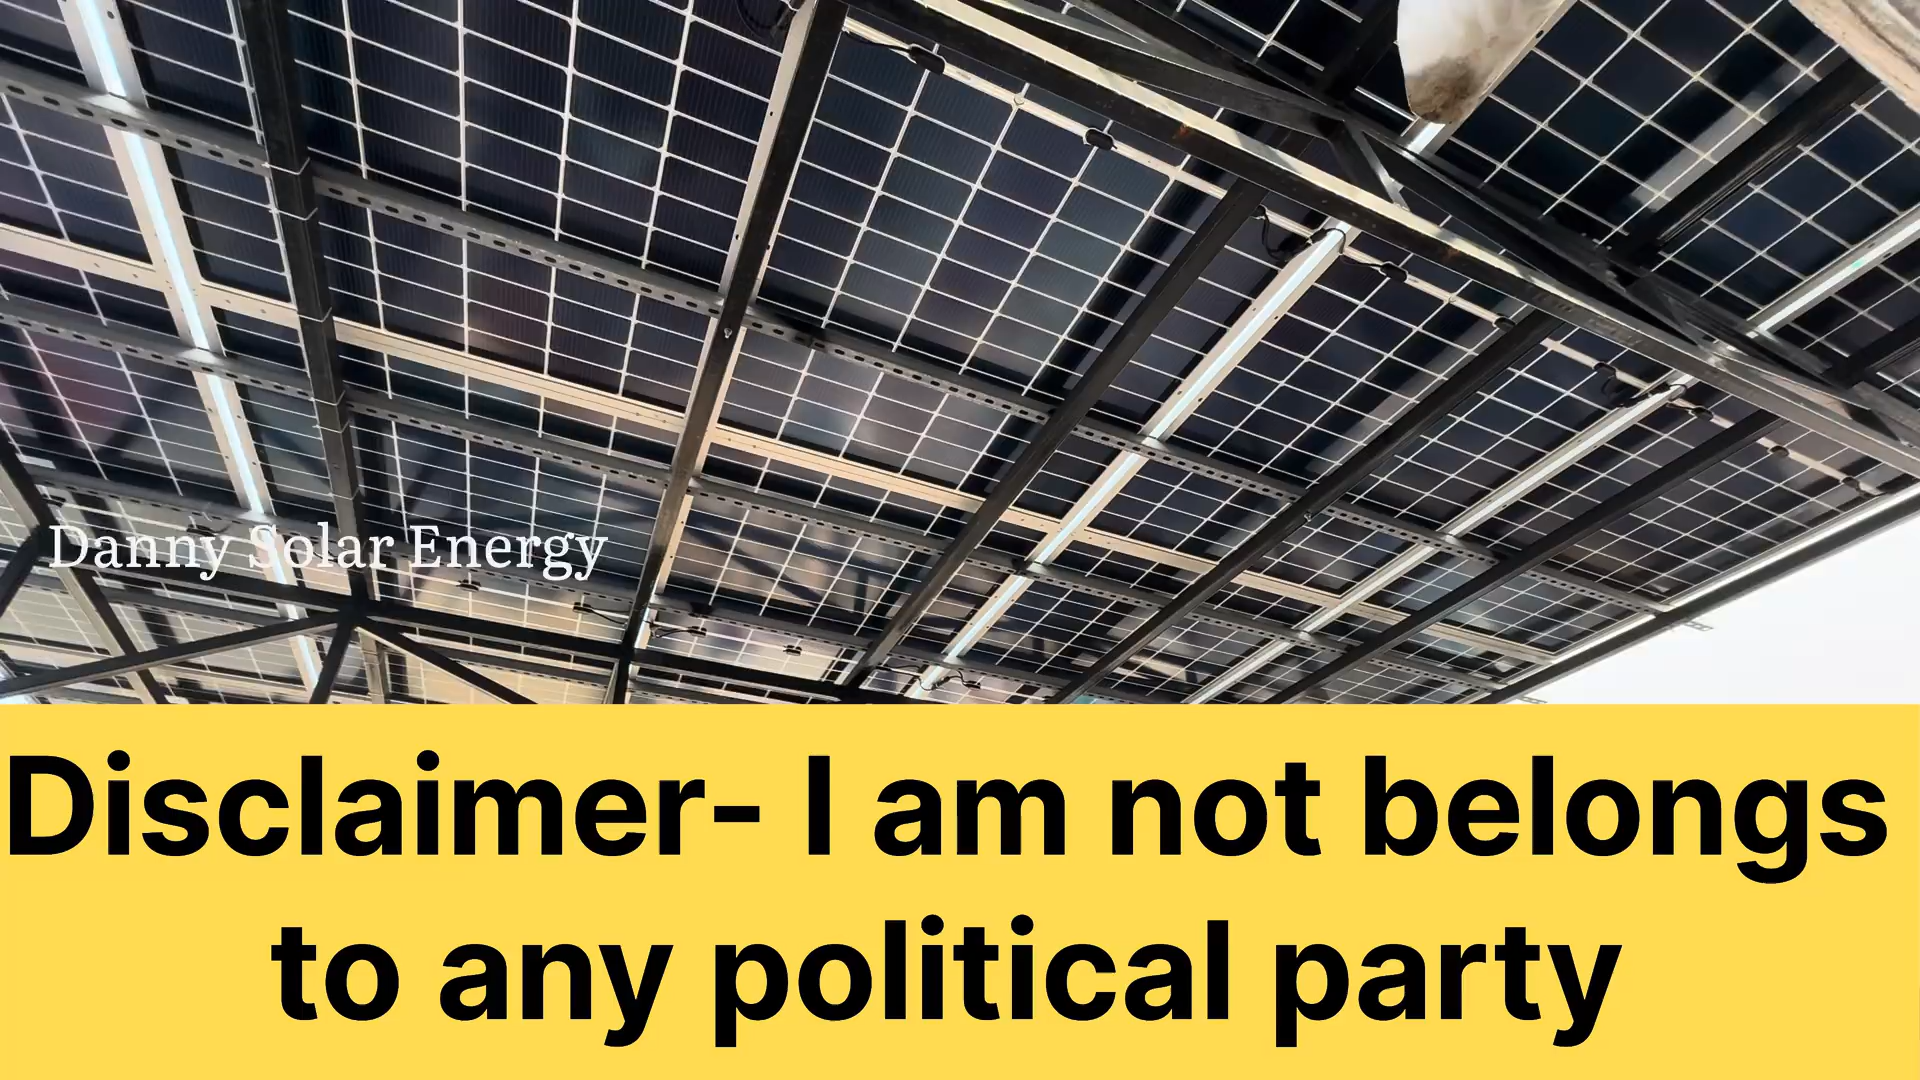 Danny Solar Energy
Disclaimer- I am not belongs
to any political party